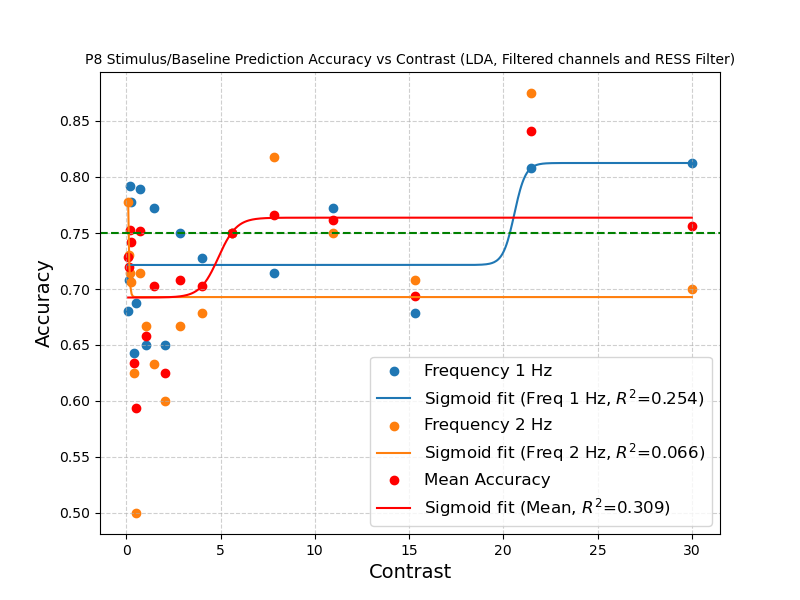 P8 Stimulus/Baseline Prediction Accuracy vs Contrast (LDA, Filtered channels and RESS Filter)
Accuracy
0.85
0.80
0.75
0.70
0.65
0.60
0.55
0.50
Frequency 1 Hz
Sigmoid fit (Freq 1 Hz, R²=0.254)
Frequency 2 Hz
Sigmoid fit (Freq 2 Hz, R²=0.066)
Mean Accuracy
Sigmoid fit (Mean, R²=0.309)
0 5 10 15 20 25 30
Contrast